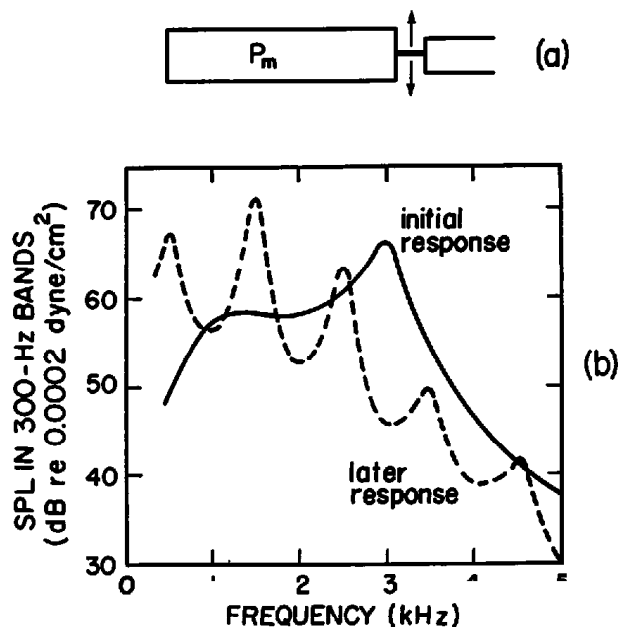 Pm
(a)
SPL IN 300-Hz BANDS
(dB re 0.0002 dyne/cm²)
70
60
50
40
30
initial
response
later
response
(b)
0
1
2
3
4
5
FREQUENCY (kHz)